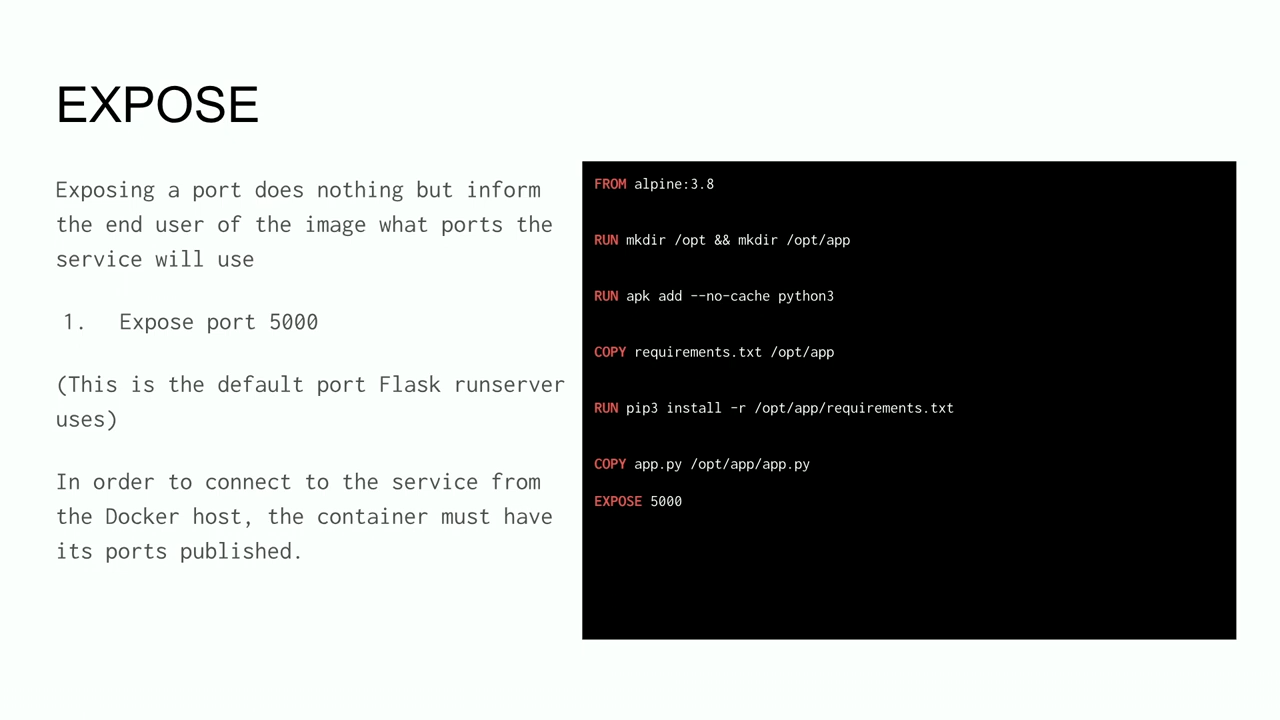 EXPOSE
Exposing a port does nothing but inform
the end user of the image what ports the
service will use
1. Expose port 5000
(This is the default port Flask runserver
uses)
In order to connect to the service from
the Docker host, the container must have
its ports published.
FROM alpine:3.8
RUN mkdir /opt && mkdir /opt/app
RUN apk add --no-cache python3
COPY requirements.txt /opt/app
RUN pip3 install -r /opt/app/requirements.txt
COPY app.py /opt/app/app.py
EXPOSE 5000